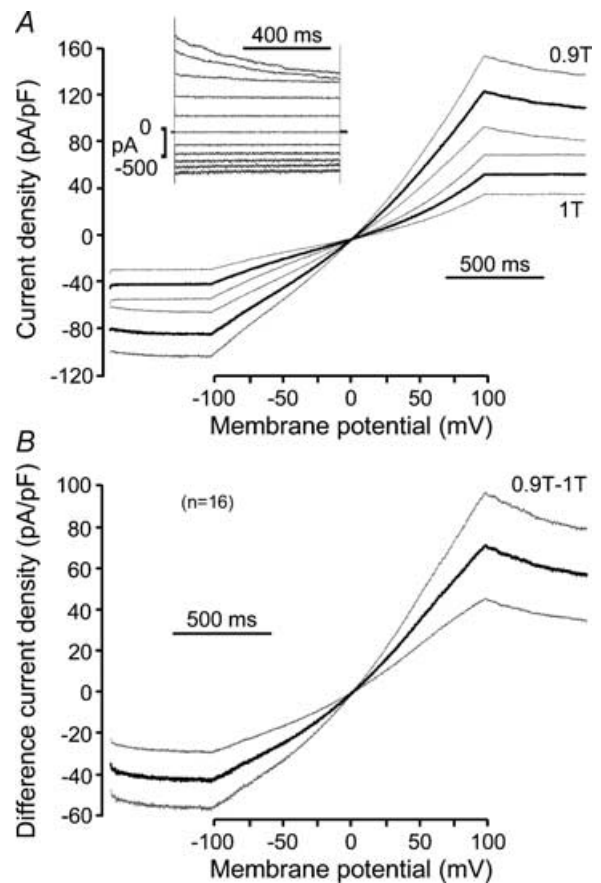 A
Current density (pA/pF)
160
120
80
40
0
-40
-80
-120
400 ms
0
pA
-500
0.9T
1T
500 ms
-100
-50
0
50
100
Membrane potential (mV)
B
Difference current density (pA/pF)
100
80
60
40
20
0
-20
-40
-60
(n=16)
0.9T-1T
500 ms
-100
-50
0
50
100
Membrane potential (mV)